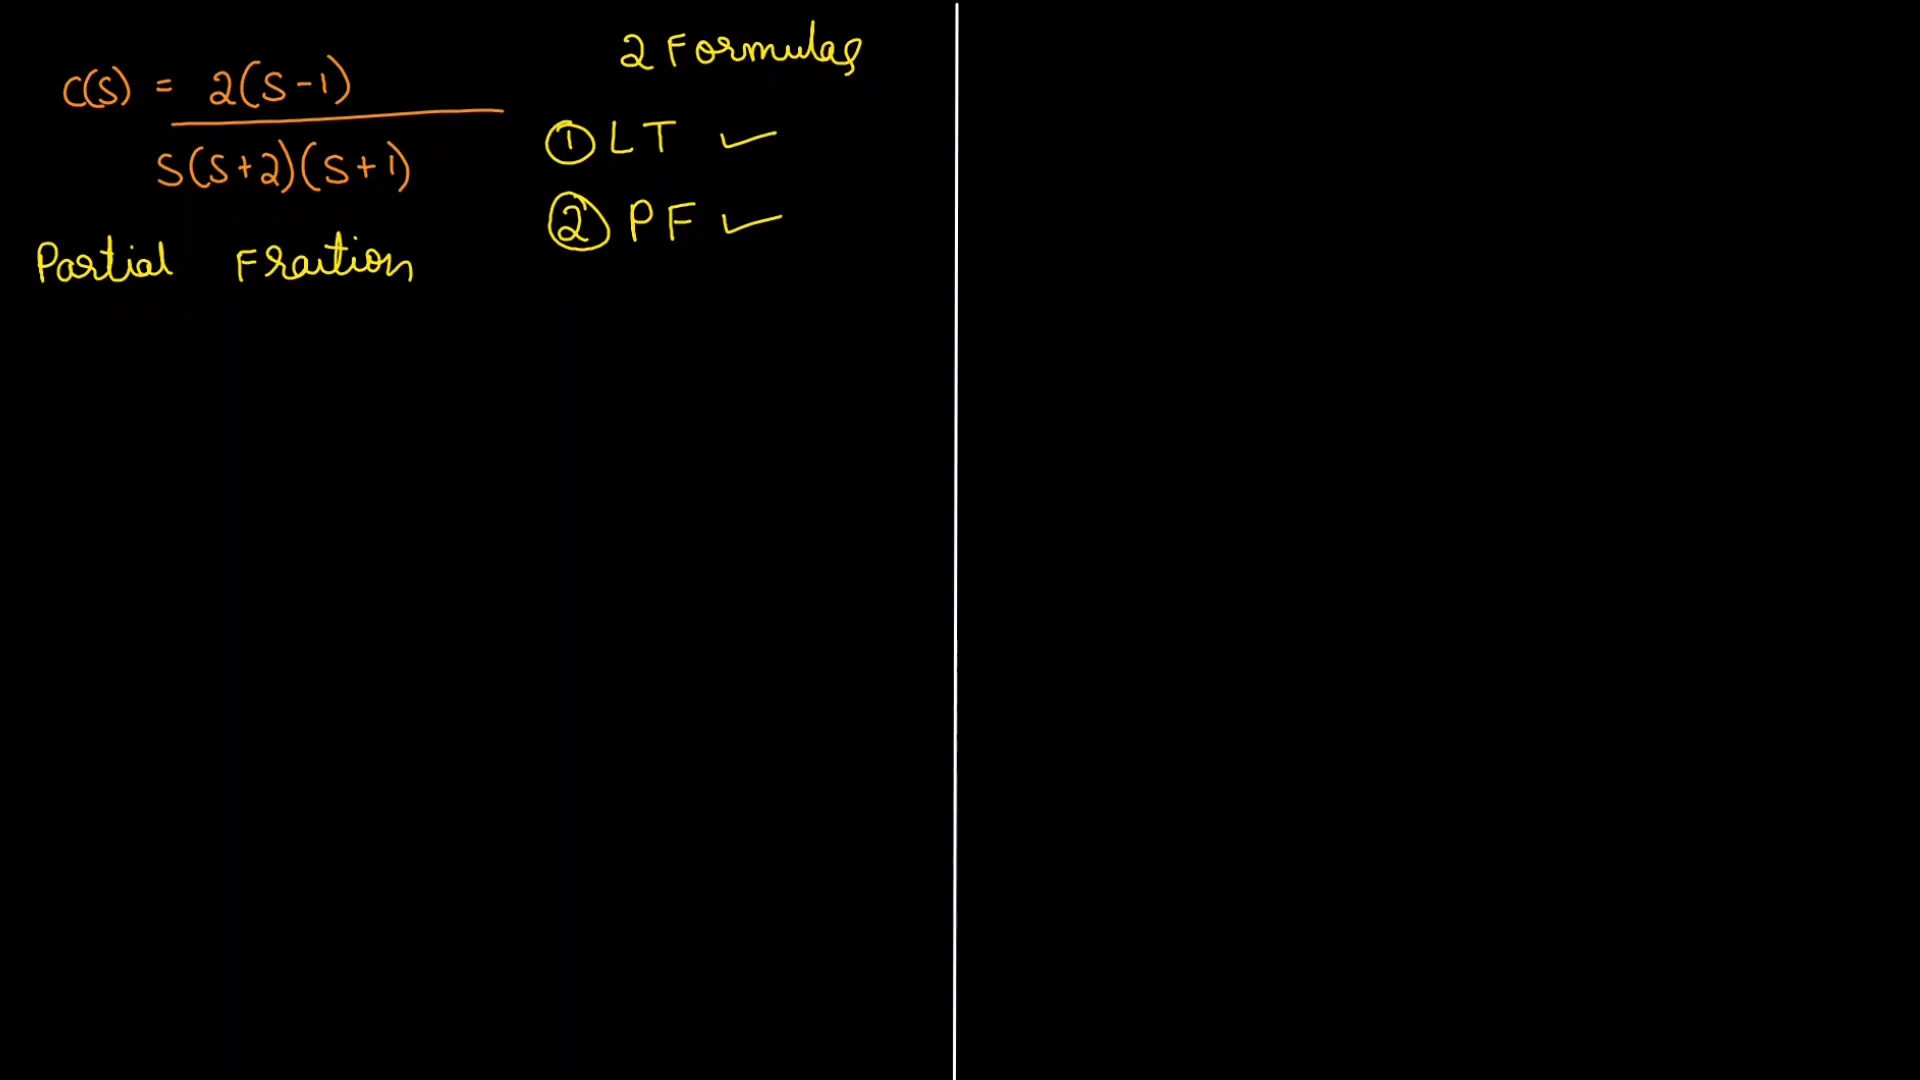 C(S) = 2(S-1)
S(S+2)(S+1)
Partial Fraction
2 Formulas
① LT ✓
② PF ✓